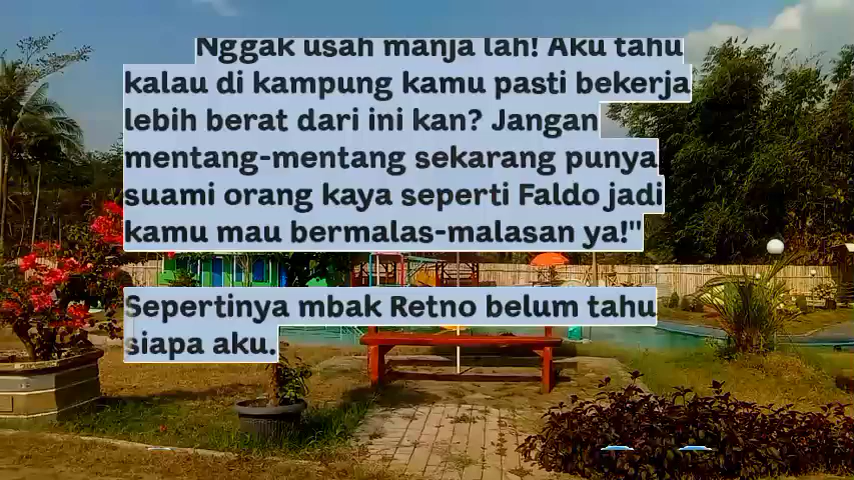 Nggak usah manja lah! Aku tahu
kalau di kampung kamu pasti bekerja
lebih berat dari ini kan? Jangan
mentang-mentang sekarang punya
suami orang kaya seperti Faldo jadi
kamu mau bermalas-malasan ya!"
Sepertinya mbak Retno belum tahu
siapa aku.